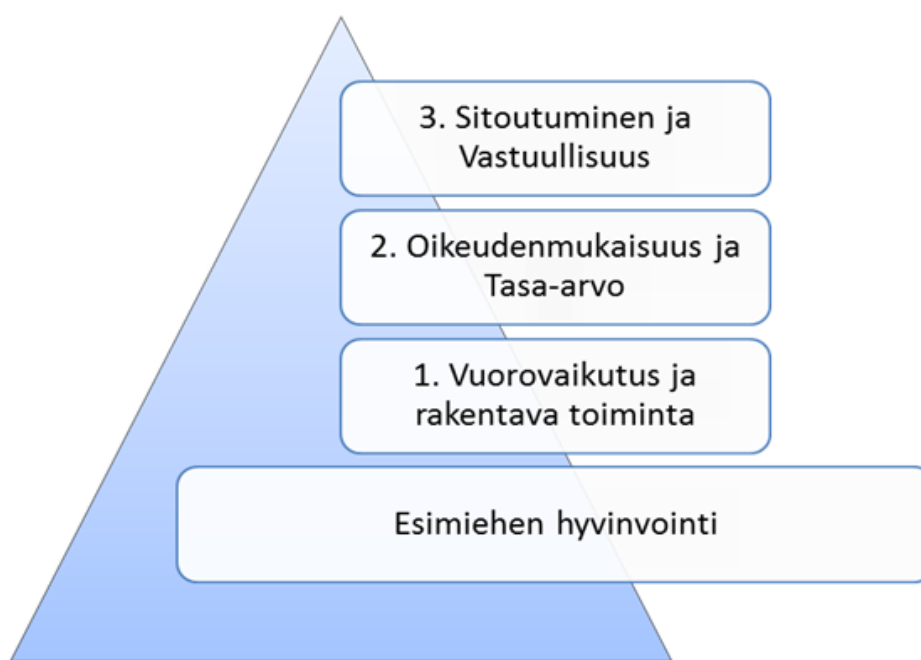 3. Sitoutuminen ja
Vastuullisuus
2. Oikeudenmukaisuus ja
Tasa-arvo
1. Vuorovaikutus ja
rakentava toiminta
Esimiehen hyvinvointi